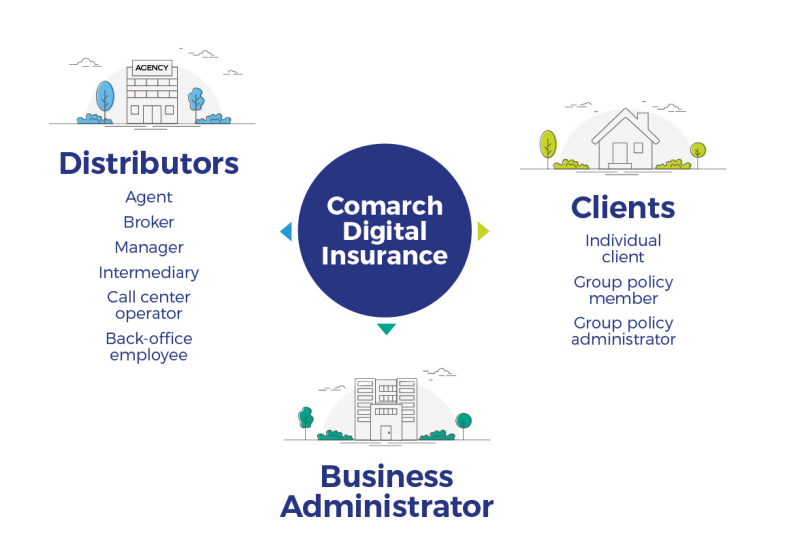 AGENCY
Distributors
Agent
Broker
Manager
Intermediary
Call center
operator
Back-office
employee
Comarch
Digital
Insurance
Clients
Individual
client
Group policy
member
Group policy
administrator
Business
Administrator